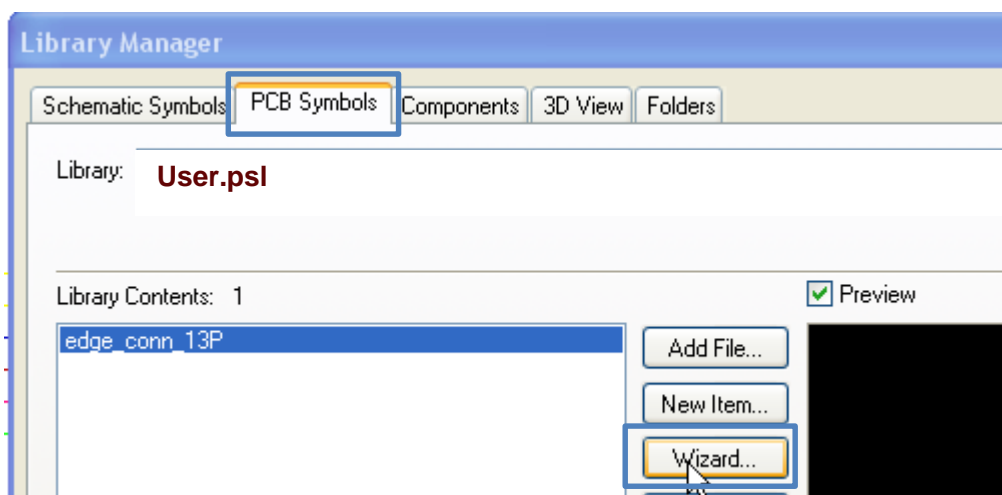 Library Manager
Schematic Symbols PCB Symbols Components 3D View Folders
Library: User.psl
Library Contents: 1
Preview
edge_conn_13P
Add File...
New Item...
Wizard...